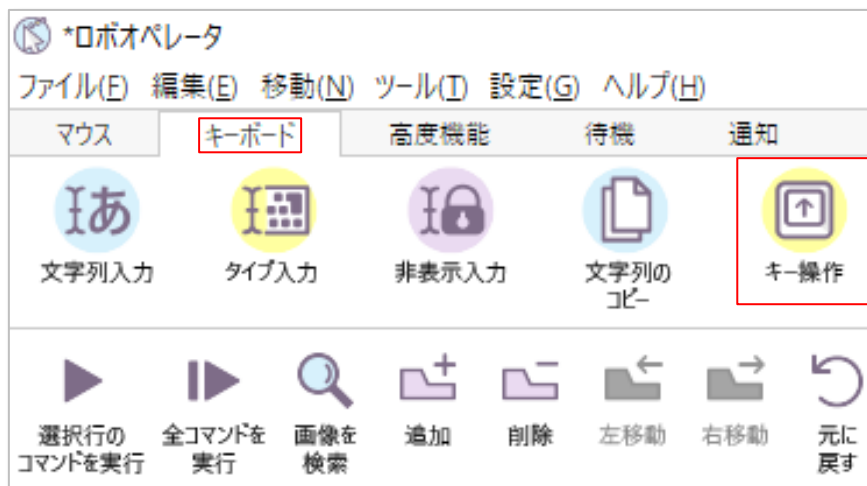 *ロボオペレータ
ファイル(F) 編集(E) 移動(N) ツール(T) 設定(G) ヘルプ(H)
マウス キーボード 高度機能 待機 通知
あ
文字列入力 タイプ入力 非表示入力 文字列の キー操作
コピー
選択行の 全コマンドを 画像を 追加 削除 左移動 右移動 元に
コマンドを実行 実行 検索 戻す